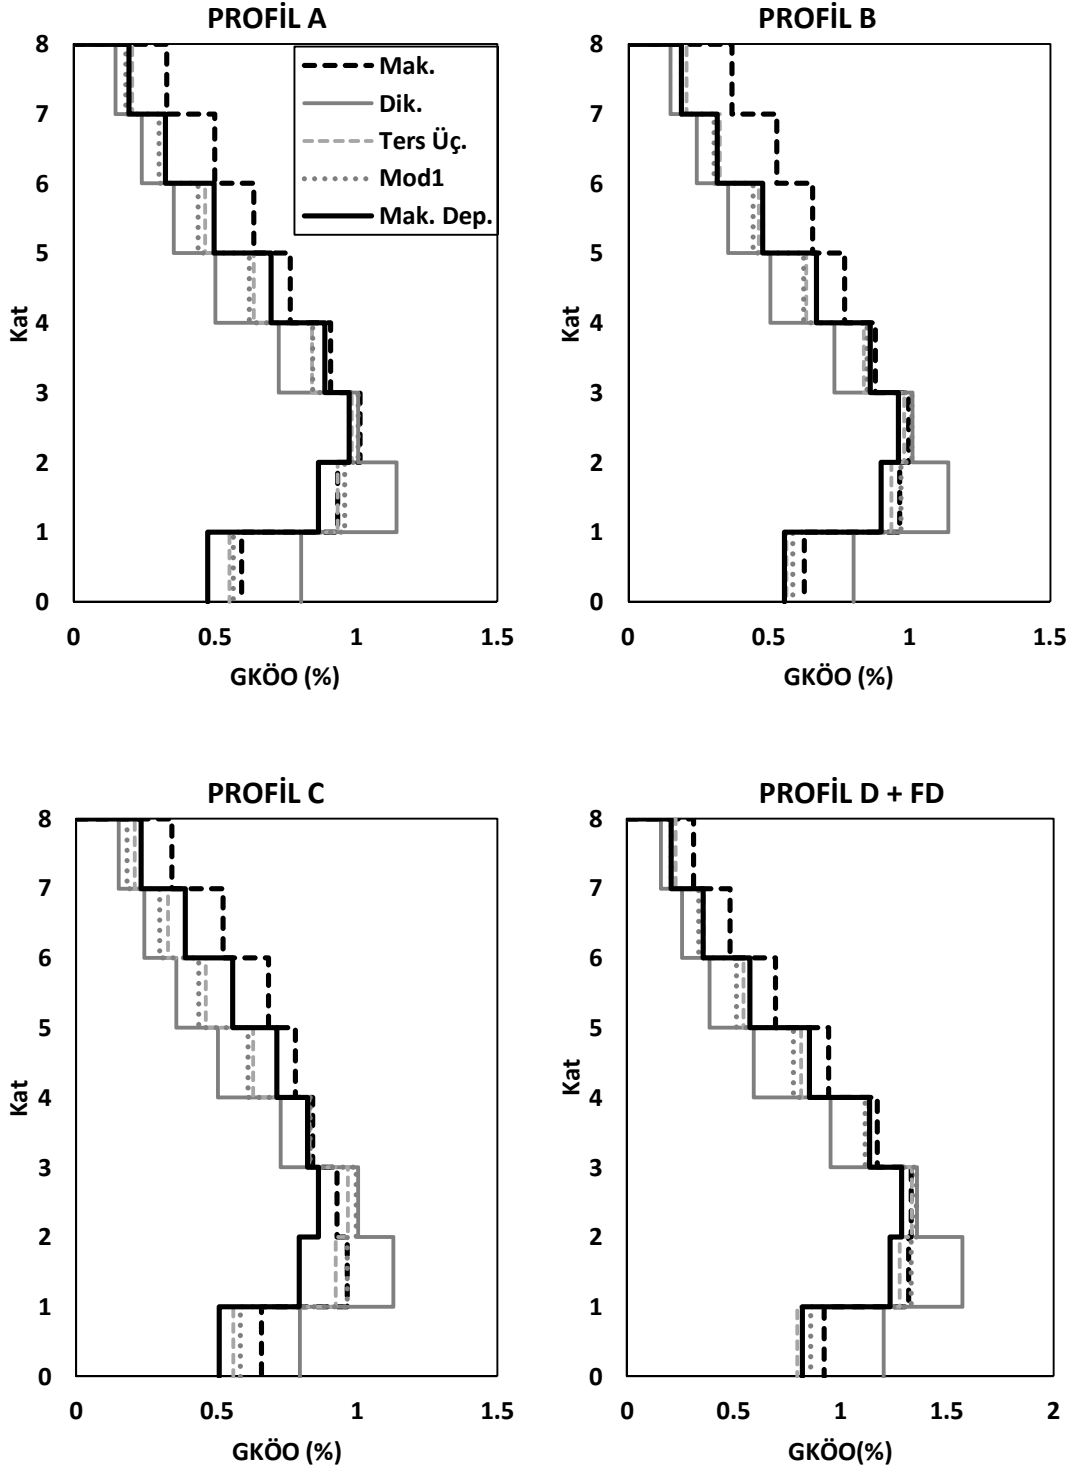 PROFİL A
8
7
6
5
4
3
2
1
0
Kat
0 0.5 1 1.5
GKÖO (%)
Mak.
Dik.
Ters Üç.
Mod1
Mak. Dep.
PROFİL B
8
7
6
5
4
3
2
1
0
Kat
0 0.5 1 1.5
GKÖO (%)
PROFİL C
8
7
6
5
4
3
2
1
0
Kat
0 0.5 1 1.5
GKÖO (%)
PROFİL D + FD
8
7
6
5
4
3
2
1
0
Kat
0 0.5 1 1.5 2
GKÖO(%)